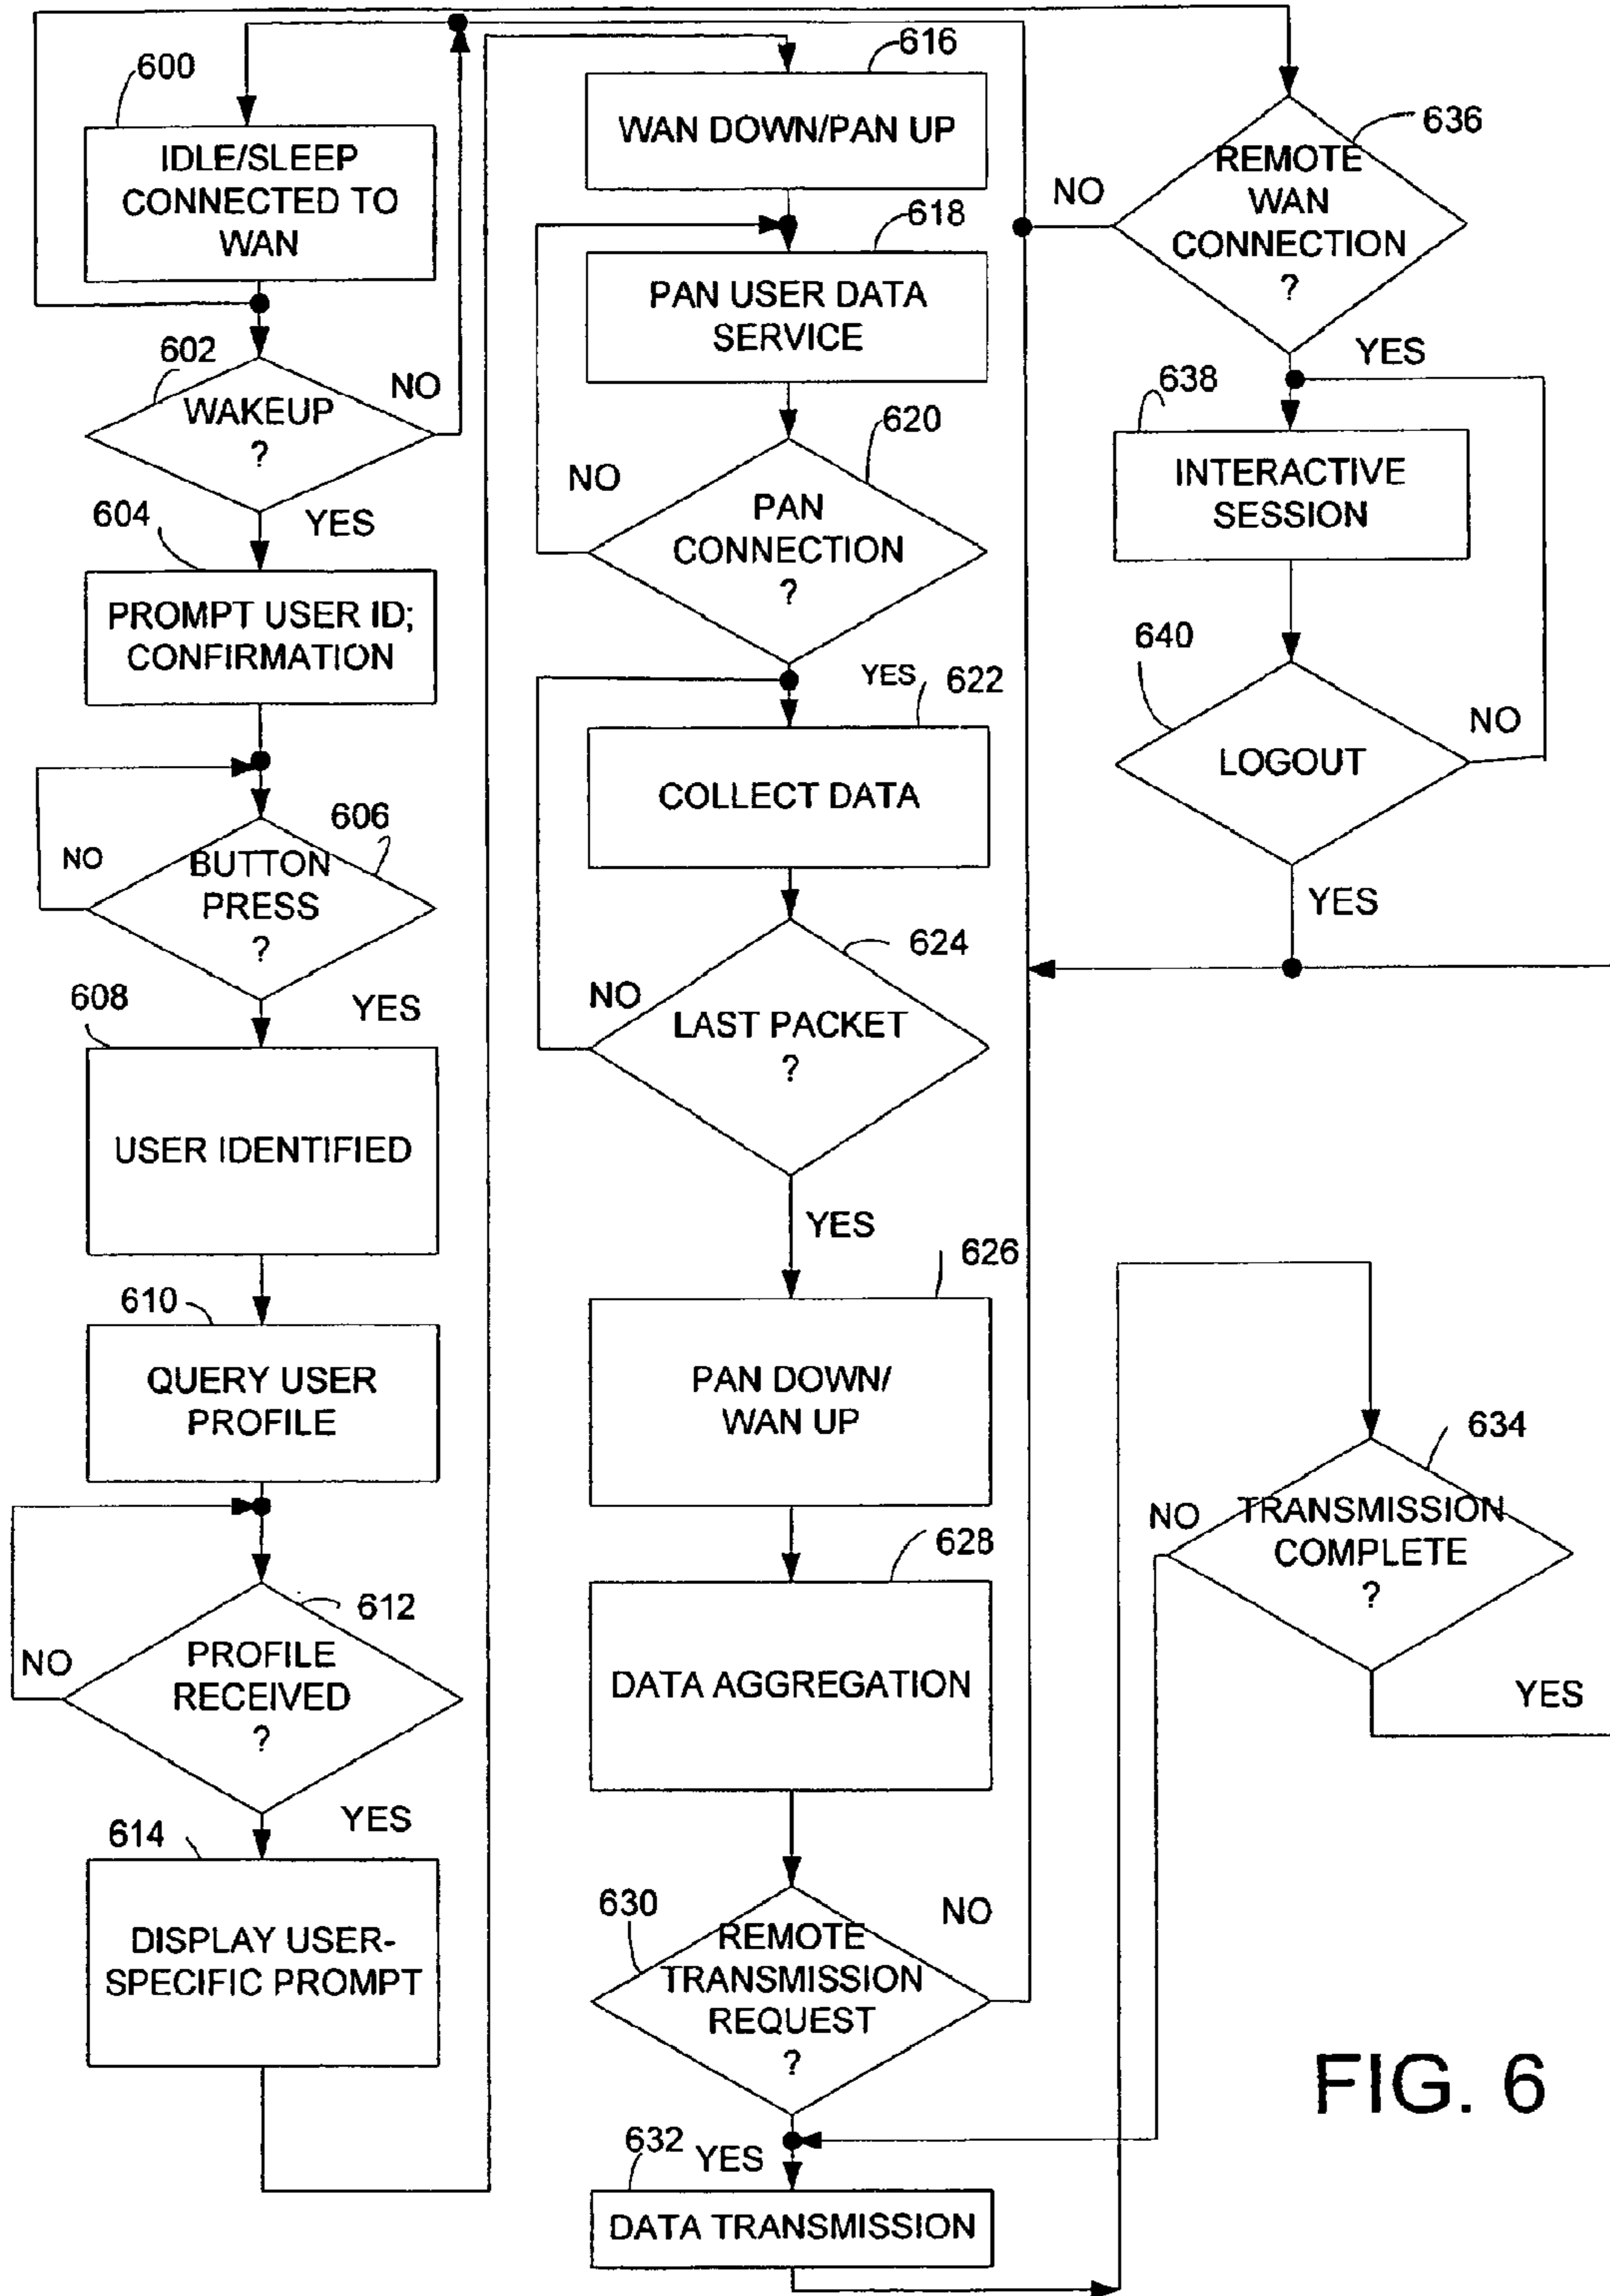 600
IDLE/SLEEP
CONNECTED TO
WAN
602
WAKEUP
?
NO
YES
604
PROMPT USER ID;
CONFIRMATION
606
NO
BUTTON
PRESS
?
YES
608
USER IDENTIFIED
610
QUERY USER
PROFILE
612
NO
PROFILE
RECEIVED
?
YES
614
DISPLAY USER-
SPECIFIC PROMPT
616
WAN DOWN/PAN UP
618
PAN USER DATA
SERVICE
620
NO
PAN
CONNECTION
?
YES
622
COLLECT DATA
624
NO
LAST PACKET
?
YES
626
PAN DOWN/
WAN UP
628
DATA AGGREGATION
630
NO
REMOTE
TRANSMISSION
REQUEST
?
632
YES
DATA TRANSMISSION
636
NO
REMOTE
WAN
CONNECTION
?
YES
638
INTERACTIVE
SESSION
640
NO
LOGOUT
YES
634
NO
TRANSMISSION
COMPLETE
?
YES
FIG. 6